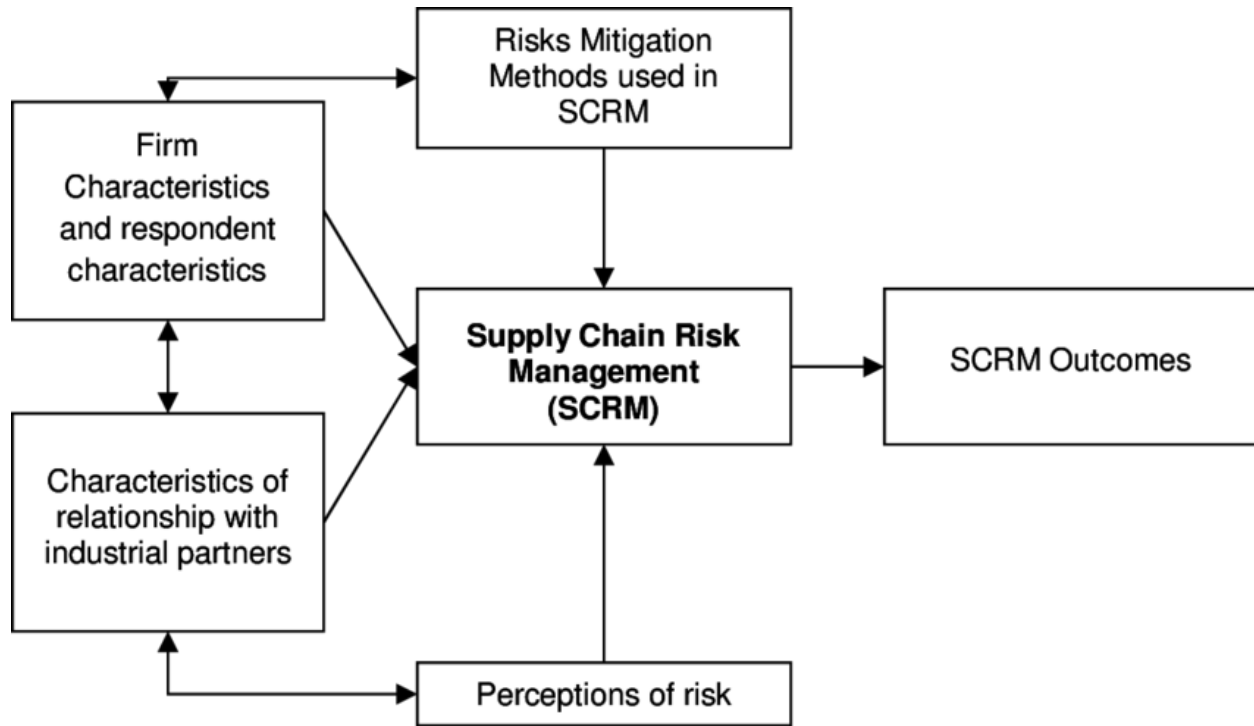 Risks Mitigation
Methods used in
SCRM
Firm
Characteristics
and respondent
characteristics
Supply Chain Risk
Management
(SCRM)
SCRM Outcomes
Characteristics of
relationship with
industrial partners
Perceptions of risk